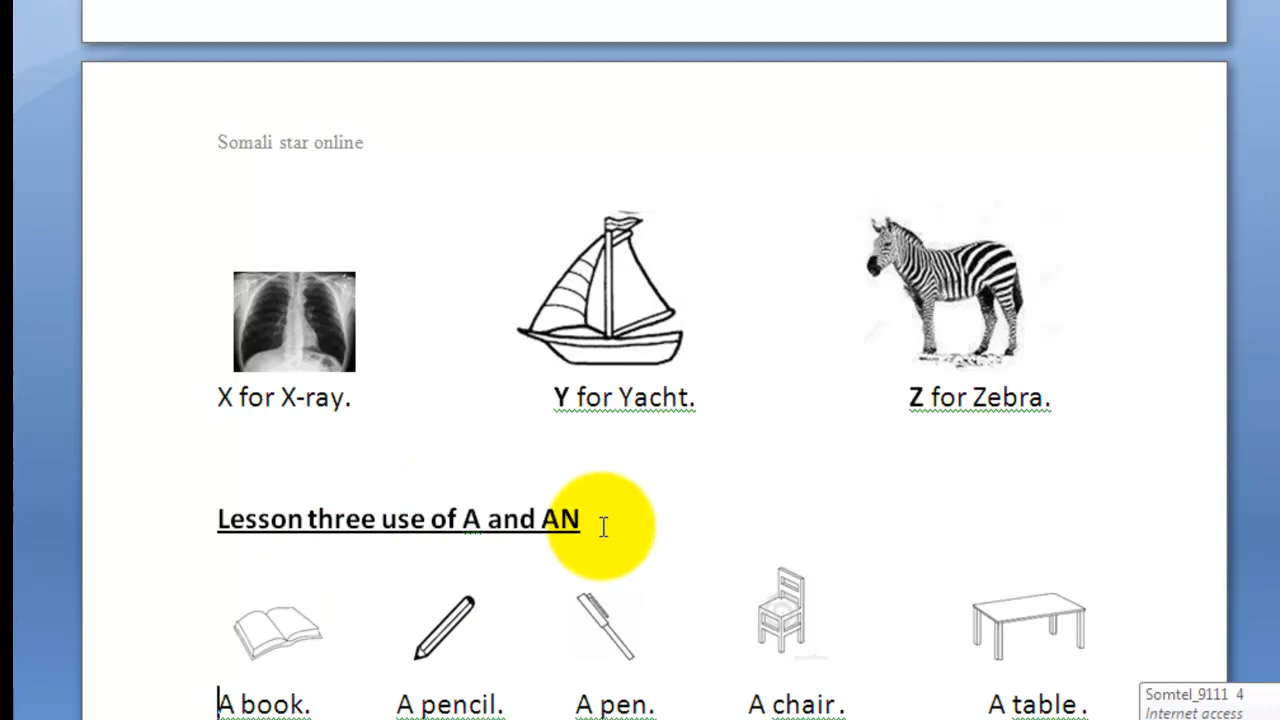 Somali star online
X for X-ray. Y for Yacht. Z for Zebra.
Lesson three use of A and AN
A book. A pencil. A pen. A chair. A table.
Somtel_9111 4
Internet access